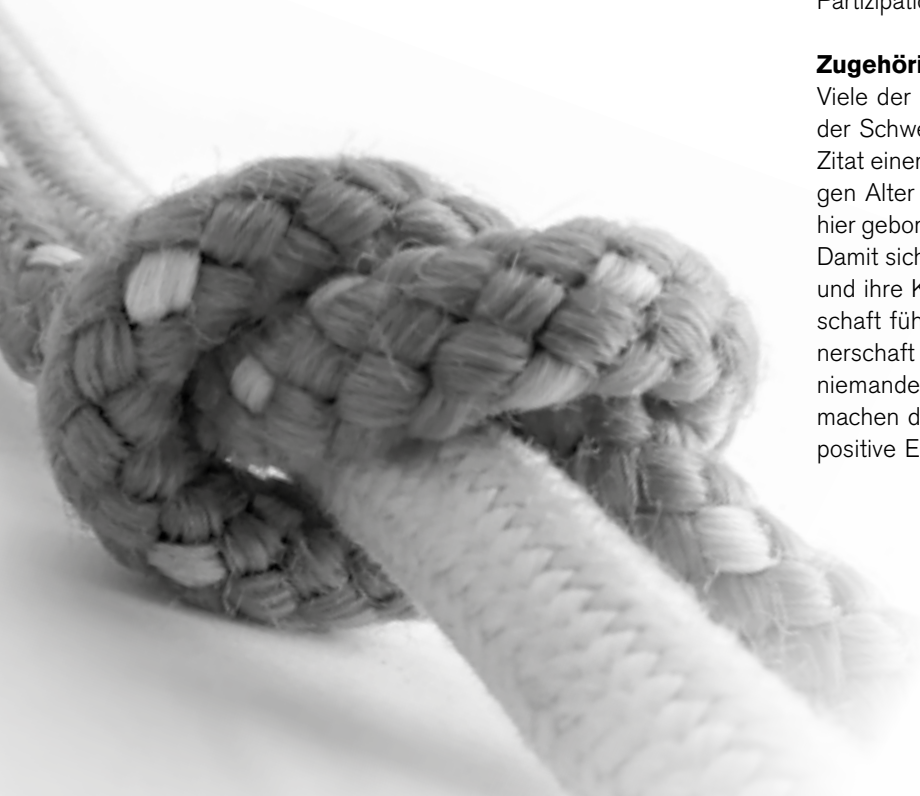 Partizipatio
Zugehöri
Viele der
der Schwe
Zitat einer
gen Alter
hier gebor
Damit sich
und ihre K
schaft füh
nerschaft
niemande
machen d
positive E